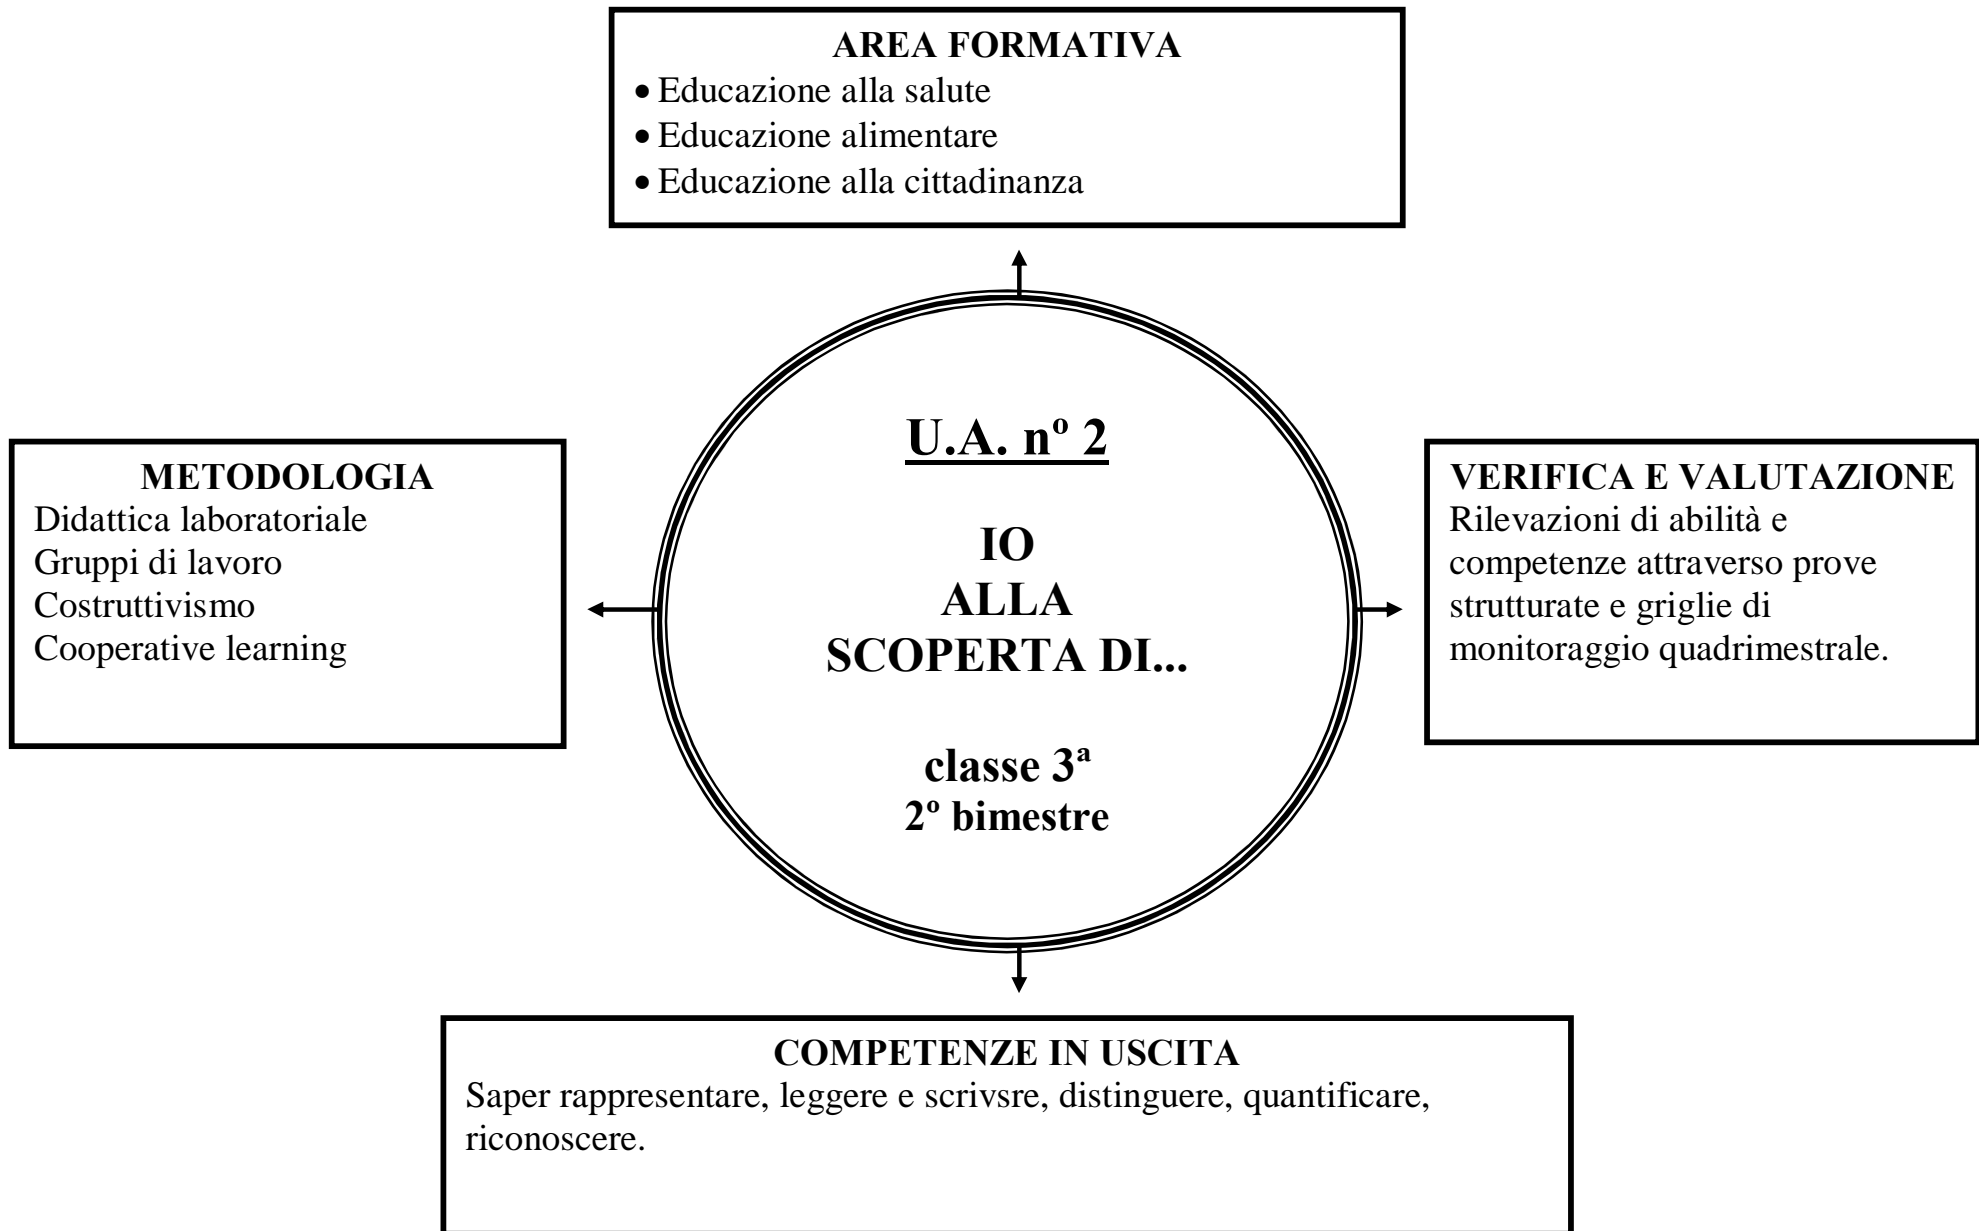 AREA FORMATIVA
• Educazione alla salute
• Educazione alimentare
• Educazione alla cittadinanza
U.A. nº 2
IO
ALLA
SCOPERTA DI...
classe 3ª
2º bimestre
METODOLOGIA
Didattica laboratoriale
Gruppi di lavoro
Costruttivismo
Cooperative learning
VERIFICA E VALUTAZIONE
Rilevazioni di abilità e
competenze attraverso prove
strutturate e griglie di
monitoraggio quadrimestrale.
COMPETENZE IN USCITA
Saper rappresentare, leggere e scrivsre, distinguere, quantificare,
riconoscere.